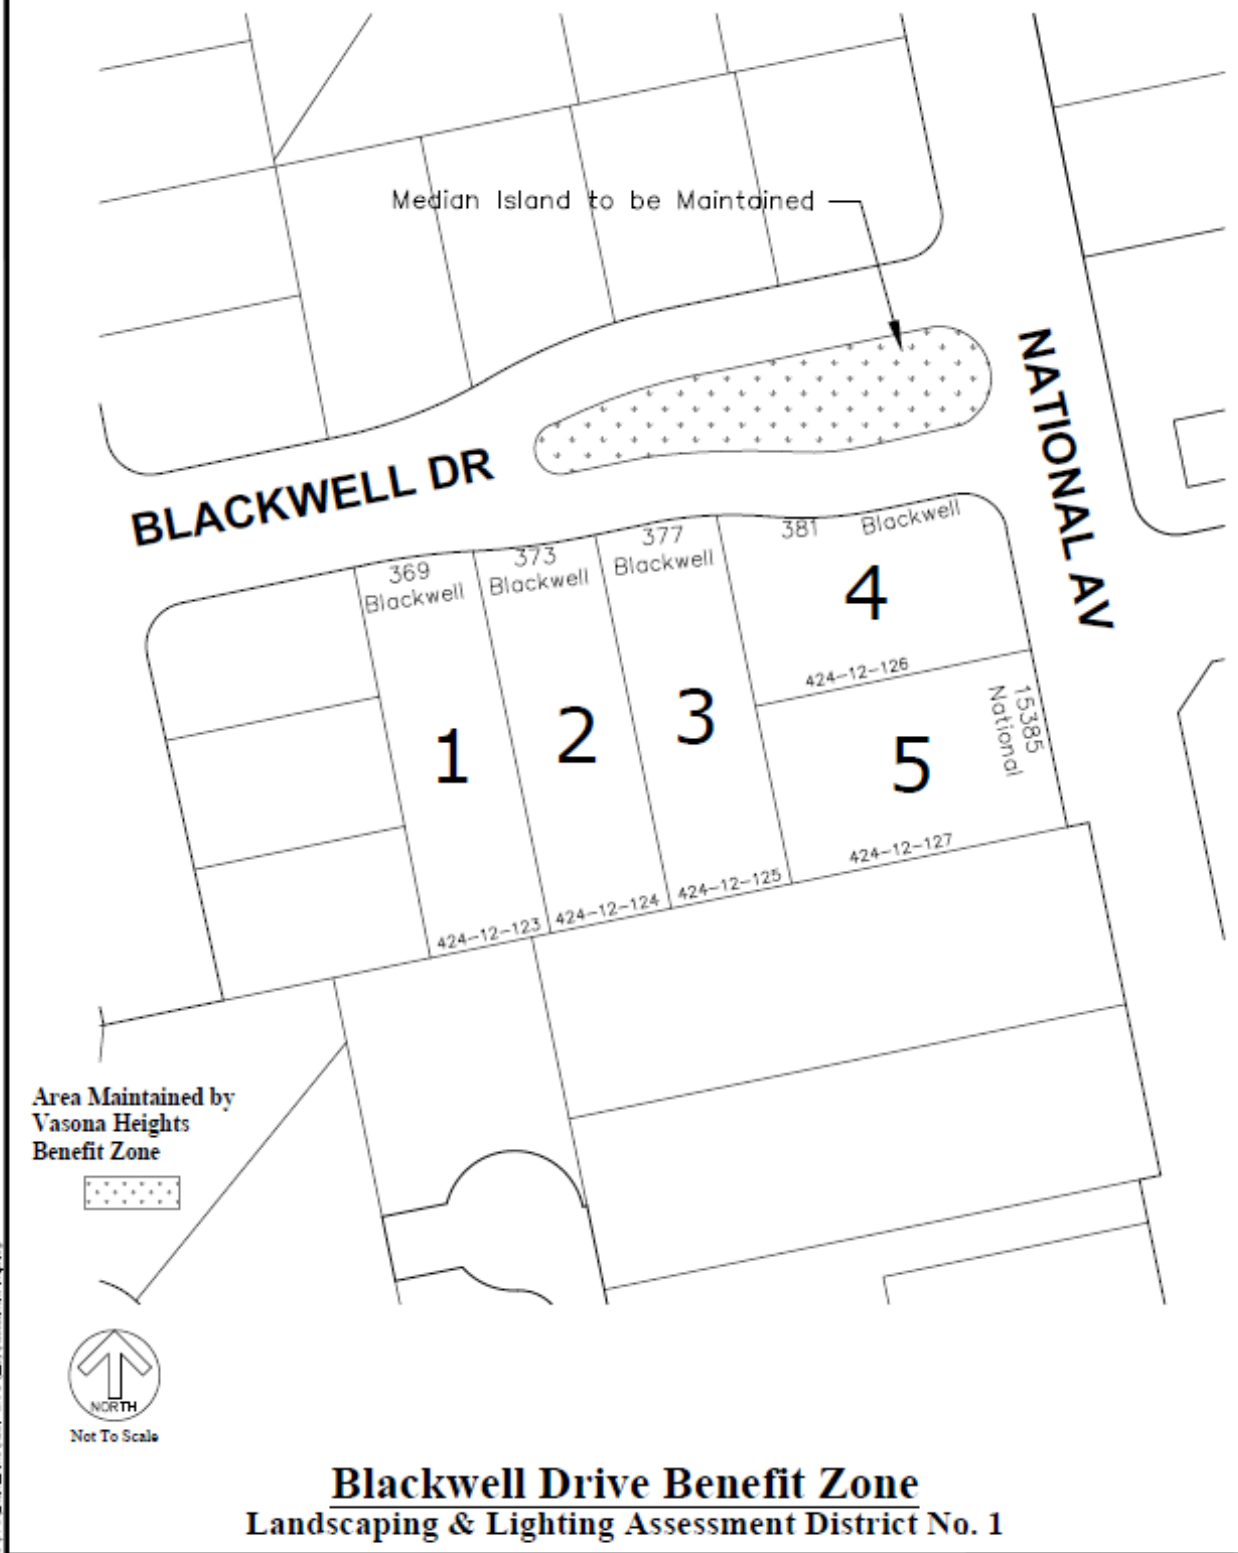 Median Island to be Maintained
NATIONAL AV
BLACKWELL DR
381 Blackwell
377
Blackwell
373
Blackwell
369
Blackwell
4
424-12-126
15385
National
3
2
1
5
424-12-127
424-12-125
424-12-124
424-12-123
Area Maintained by
Vasona Heights
Benefit Zone
NORTH
Not To Scale
Blackwell Drive Benefit Zone
Landscaping & Lighting Assessment District No. 1